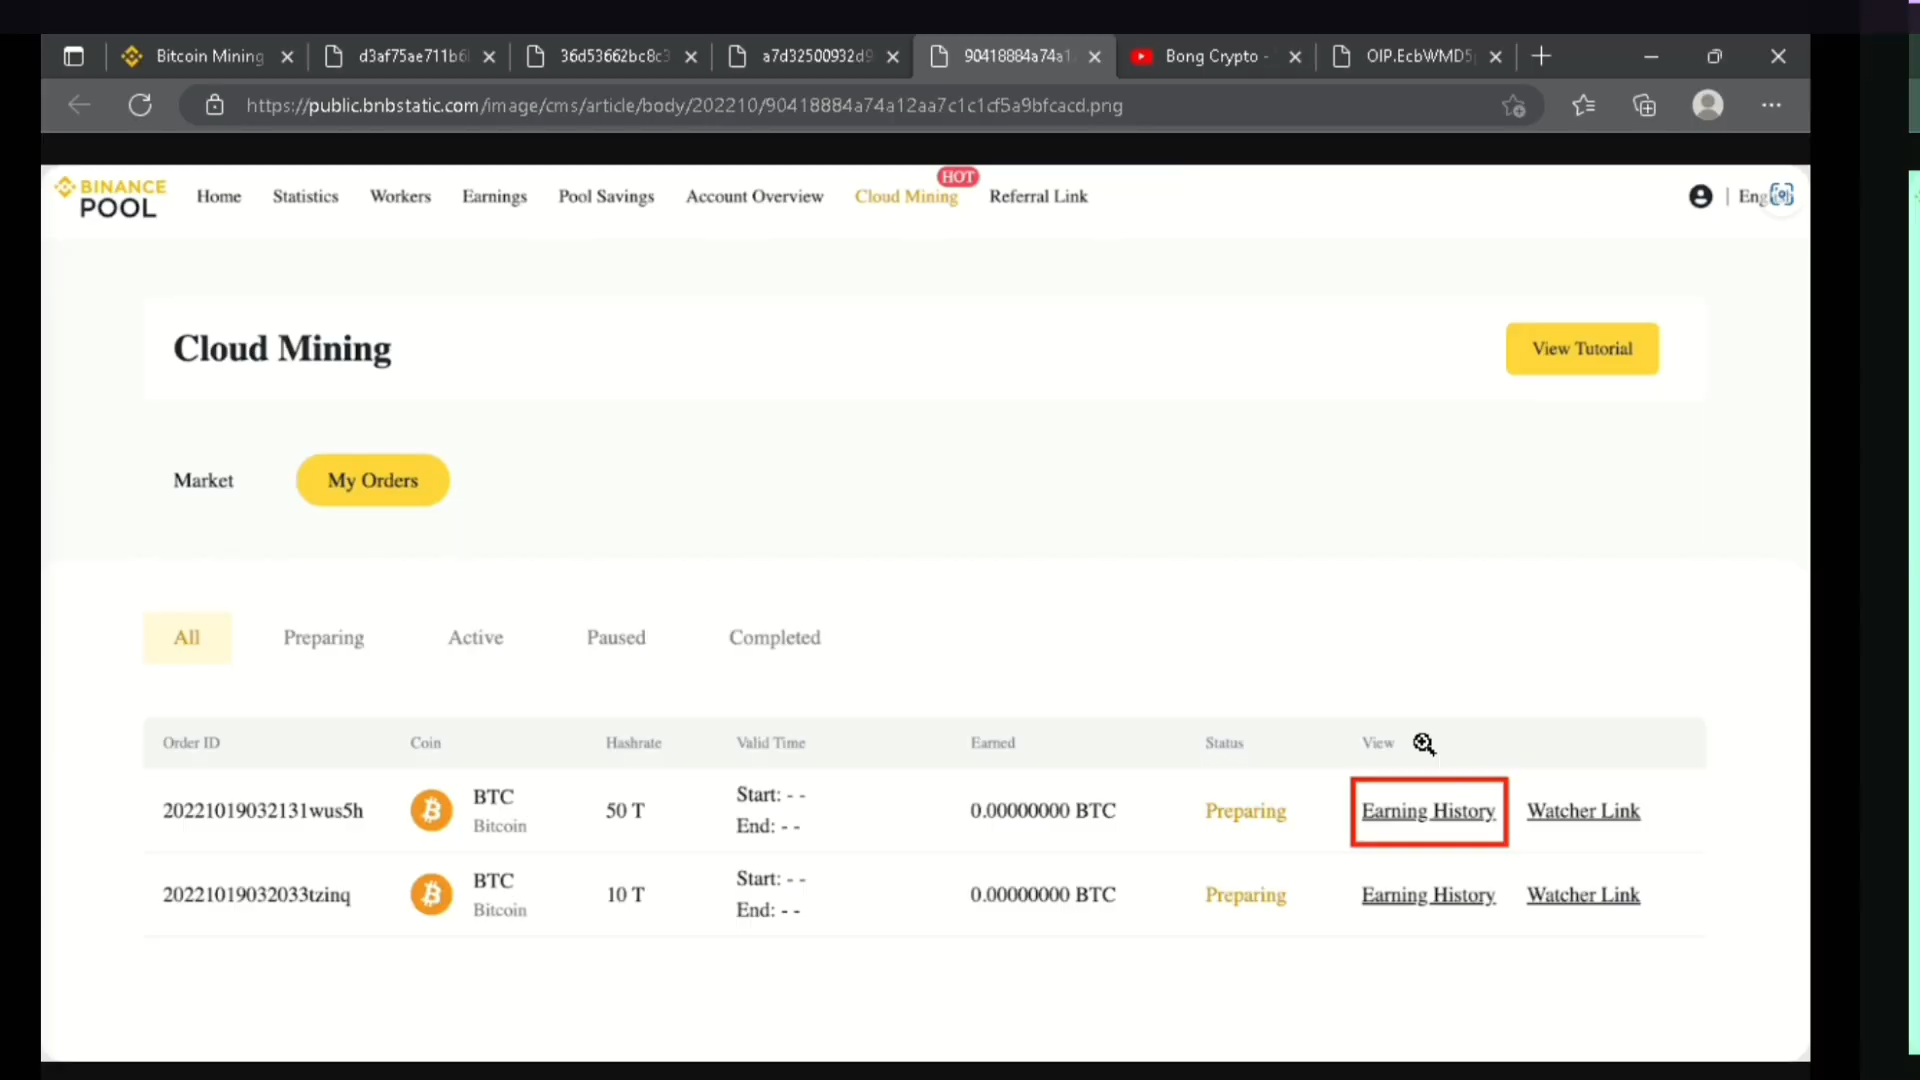 Bitcoin Mining
d3af75ae711b6
36d53662bc8c3
a7d32500932d9
90418884a74a1
Bong Crypto -
OIP.EcbWMD5
https://public.bnbstatic.com/image/cms/article/body/202210/90418884a74a12aa7c1c1cf5a9bfcacd.png
BINANCE
POOL
Home
Statistics
Workers
Earnings
Pool Savings
Account Overview
Cloud Mining
HOT
Referral Link
| Eng
Cloud Mining
View Tutorial
Market
My Orders
All
Preparing
Active
Paused
Completed
Order ID
Coin
Hashrate
Valid Time
Earned
Status
View
20221019032131wus5h
BTC
Bitcoin
50 T
Start: - -
End: - -
0.00000000 BTC
Preparing
Earning History
Watcher Link
20221019032033tzinq
BTC
Bitcoin
10 T
Start: - -
End: - -
0.00000000 BTC
Preparing
Earning History
Watcher Link